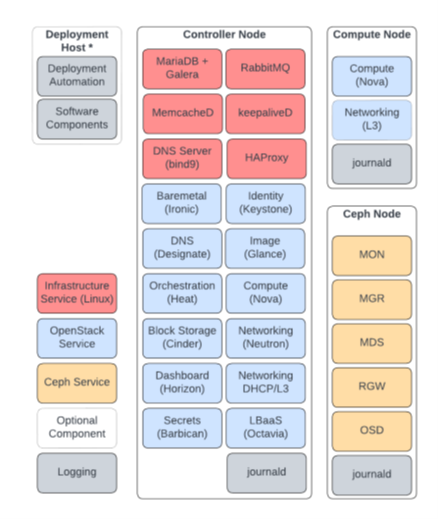 Deployment
Host *
Deployment
Automation
Software
Components
Infrastructure
Service (Linux)
OpenStack
Service
Ceph Service
Optional
Component
Logging
Controller Node
MariaDB +
Galera
RabbitMQ
MemcacheD
keepaliveD
DNS Server
(bind9)
HAProxy
Baremetal
(Ironic)
Identity
(Keystone)
DNS
(Designate)
Image
(Glance)
Orchestration
(Heat)
Compute
(Nova)
Block Storage
(Cinder)
Networking
(Neutron)
Dashboard
(Horizon)
Networking
DHCP/L3
Secrets
(Barbican)
LBaaS
(Octavia)
journald
Compute Node
Compute
(Nova)
Networking
(L3)
journald
Ceph Node
MON
MGR
MDS
RGW
OSD
journald